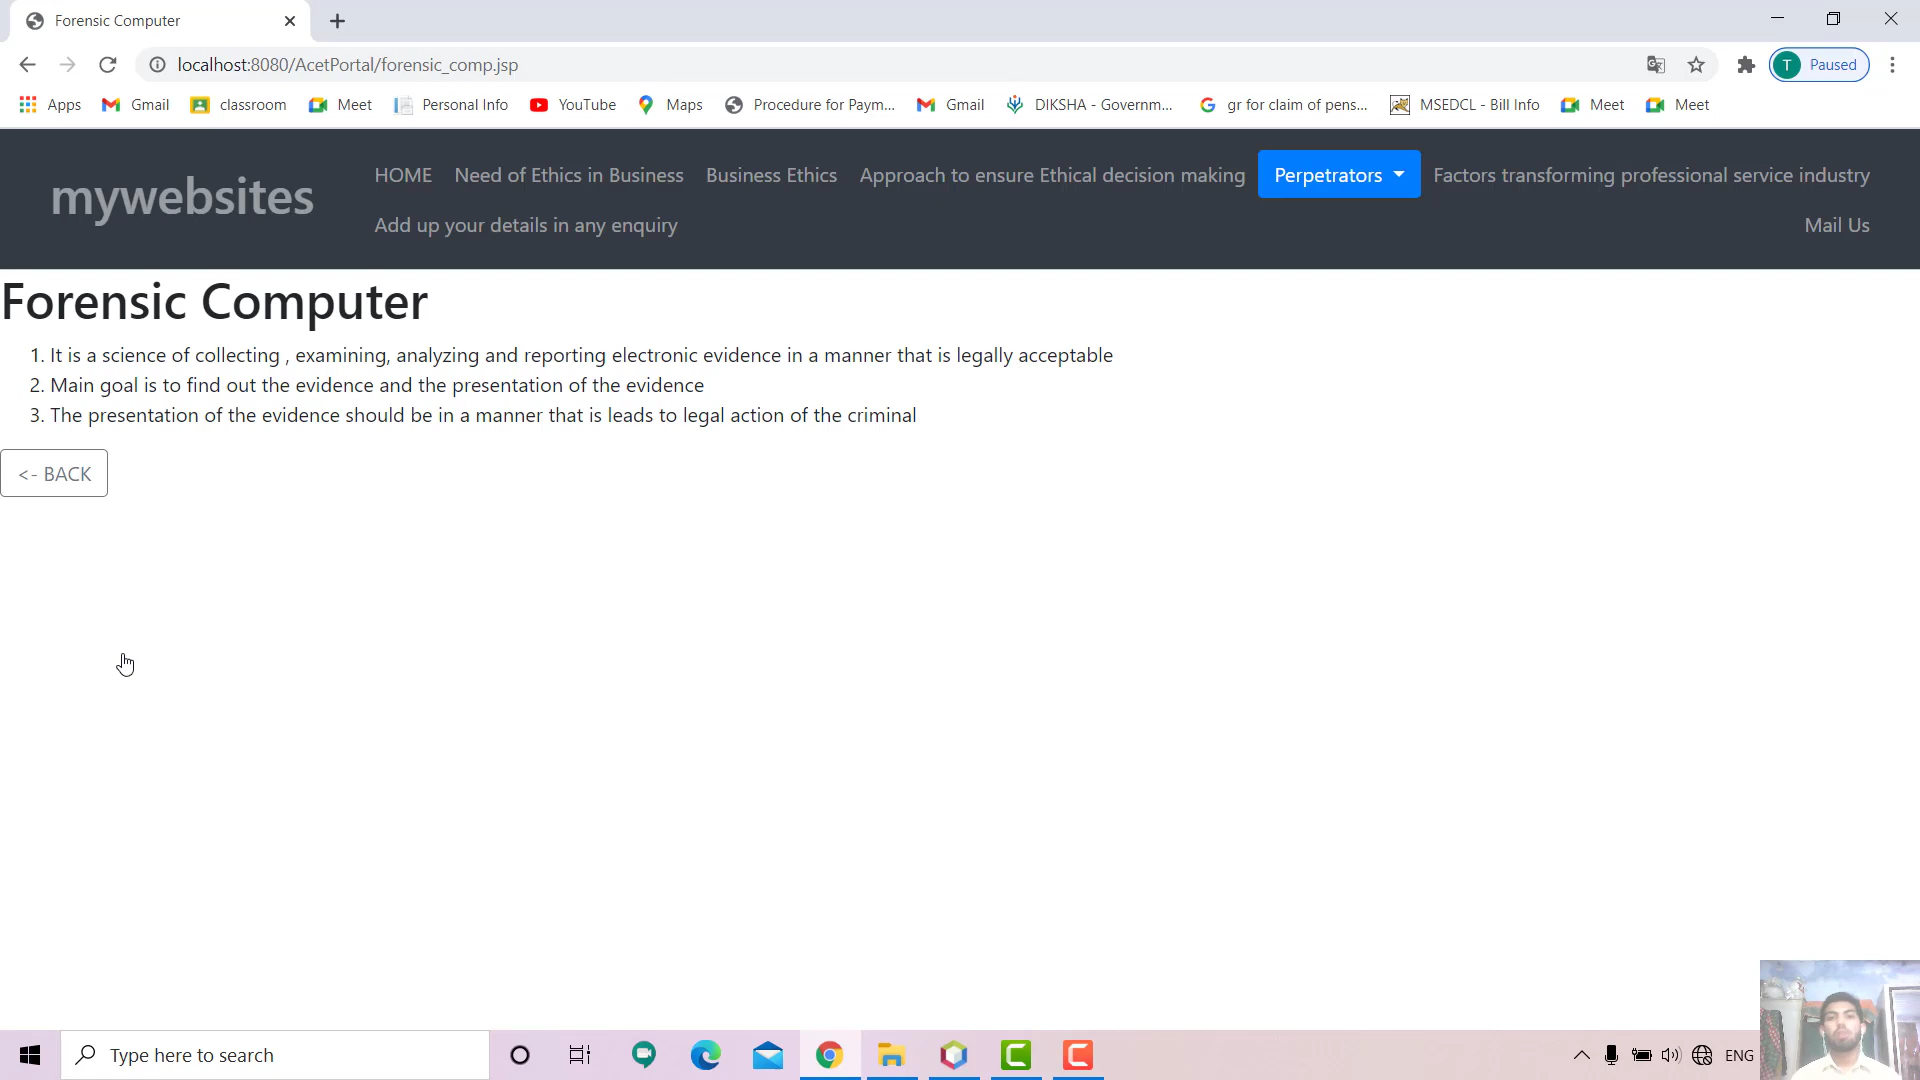 Forensic Computer
localhost:8080/AcetPortal/forensic_comp.jsp
T Paused
Apps Gmail classroom Meet Personal Info YouTube Maps Procedure for Paym... Gmail DIKSHA - Governm... gr for claim of pens... MSEDCL - Bill Info Meet Meet
mywebsites
HOME Need of Ethics in Business Business Ethics Approach to ensure Ethical decision making Perpetrators Factors transforming professional service industry
Add up your details in any enquiry Mail Us
Forensic Computer
1. It is a science of collecting , examining, analyzing and reporting electronic evidence in a manner that is legally acceptable
2. Main goal is to find out the evidence and the presentation of the evidence
3. The presentation of the evidence should be in a manner that is leads to legal action of the criminal
<- BACK
Type here to search
ENG